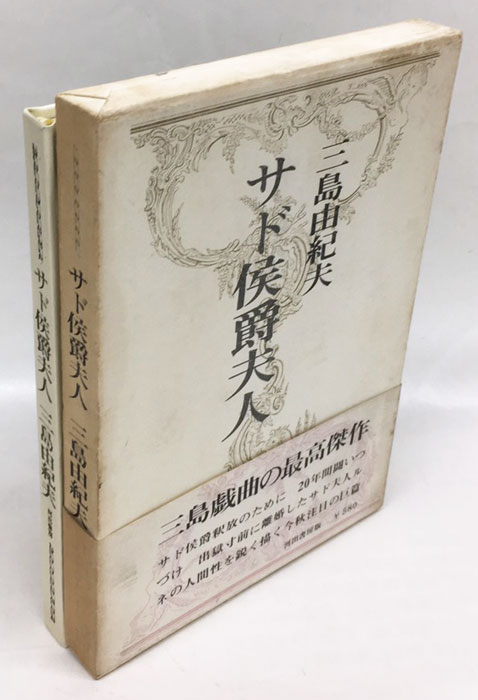 三島由紀夫
サド侯爵夫人
三島戯曲の最高傑作
サド侯爵釈放のために 20年間闘いつ
づけ 出獄寸前に離婚したサド夫人ル
ネの人間性を鋭く描く今秋注目の巨篇
河出書房版
サド侯爵夫人 三島由紀夫
サド侯爵夫人 三島由紀夫